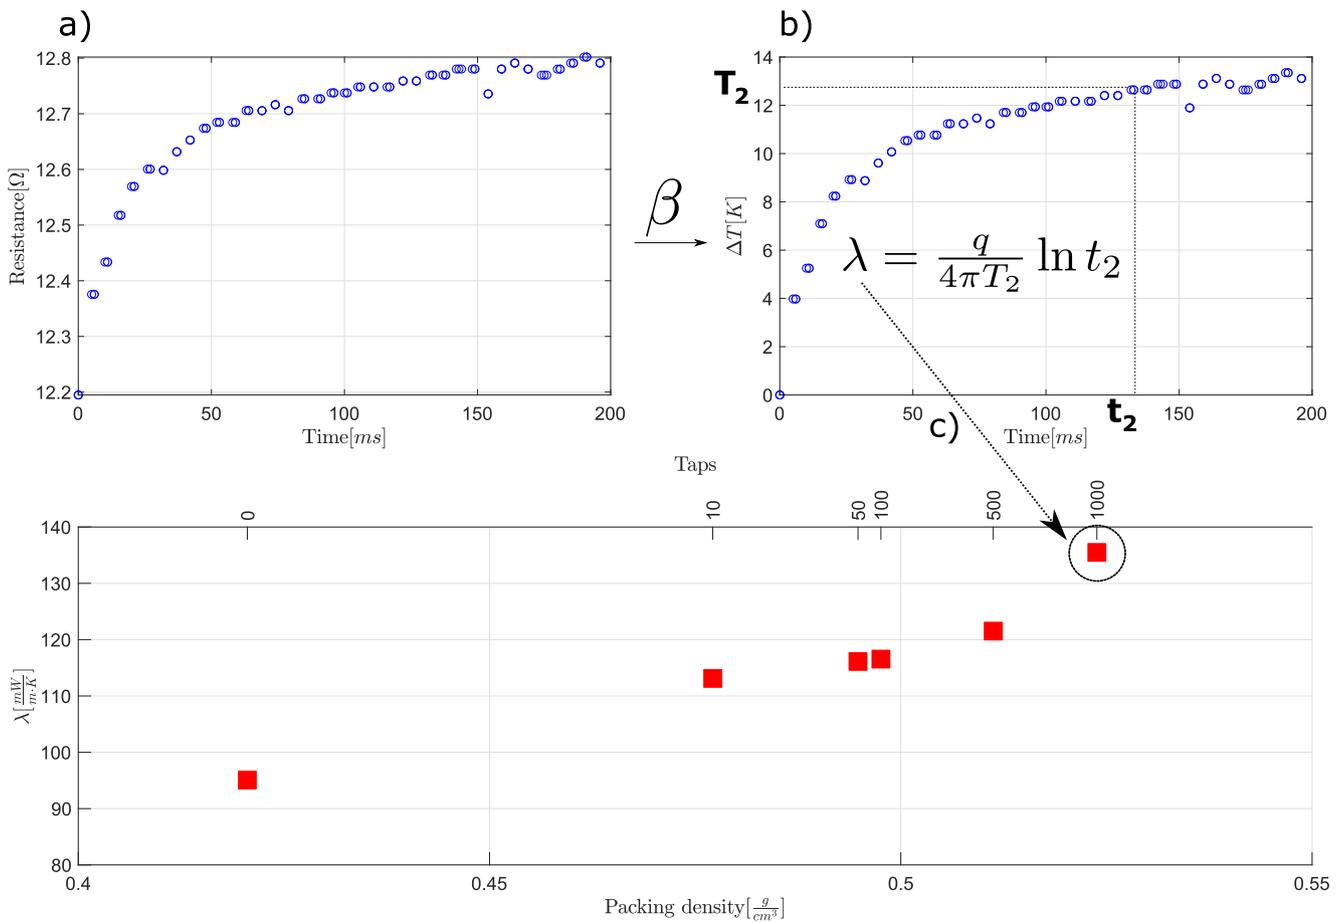 a)
12.8
12.7
12.6
12.5
12.4
12.3
12.2
Resistance[Ω]
0 50 100 150 200
Time[ms]
β
b)
T₂
14
12
10
8
6
4
2
0
ΔT[K]
λ = q/(4πT₂) ln t₂
0 50 100 150 200
t₂
Time[ms]
c)
Taps
0 10 50 100 500 1000
140
130
120
110
100
90
80
λ[mW/m·K]
0.4 0.45 0.5 0.55
Packing density[g/cm³]